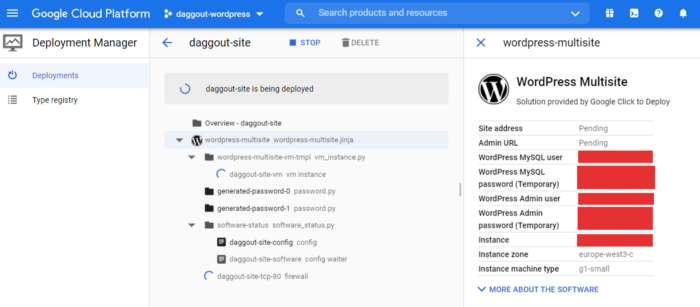 Google Cloud Platform
daggout-wordpress
Search products and resources
Deployment Manager
Deployments
Type registry
daggout-site
STOP
DELETE
daggout-site is being deployed
Overview - daggout-site
wordpress-multisite wordpress-multisite.jinja
wordpress-multisite-vm-tmpl vm_instance.py
daggout-site-vm vm instance
generated-password-0 password.py
generated-password-1 password.py
software-status software_status.py
daggout-site-config config
daggout-site-software config waiter
daggout-site-tcp-80 firewall
wordpress-multisite
WordPress Multisite
Solution provided by Google Click to Deploy
Site address Pending
Admin URL Pending
WordPress MySQL user
WordPress MySQL
password (Temporary)
WordPress Admin user
WordPress Admin
password (Temporary)
Instance
Instance zone europe-west3-c
Instance machine type g1-small
MORE ABOUT THE SOFTWARE